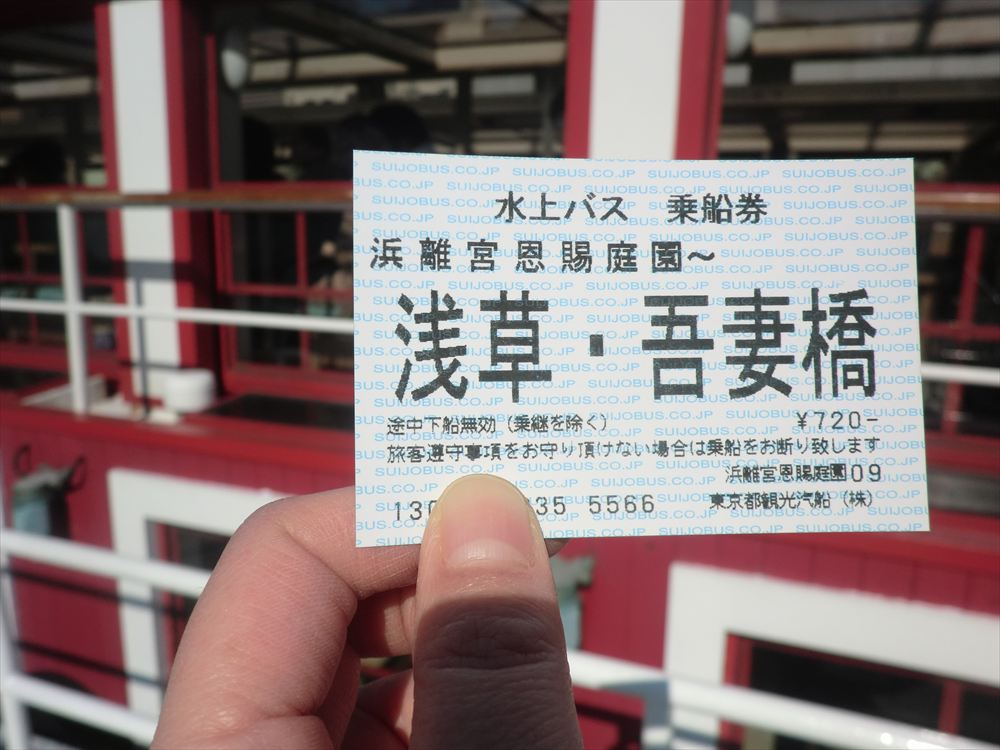 水上バス 乗船券
浜離宮恩賜庭園～
浅草・吾妻橋
途中下船無効（乗継を除く） ￥720-
旅客遵守事項をお守り頂けない場合は乗船をお断り致します
浜離宮恩賜庭園09
35 5566 東京都観光汽船（株）
SUIJOBUS.CO.JP